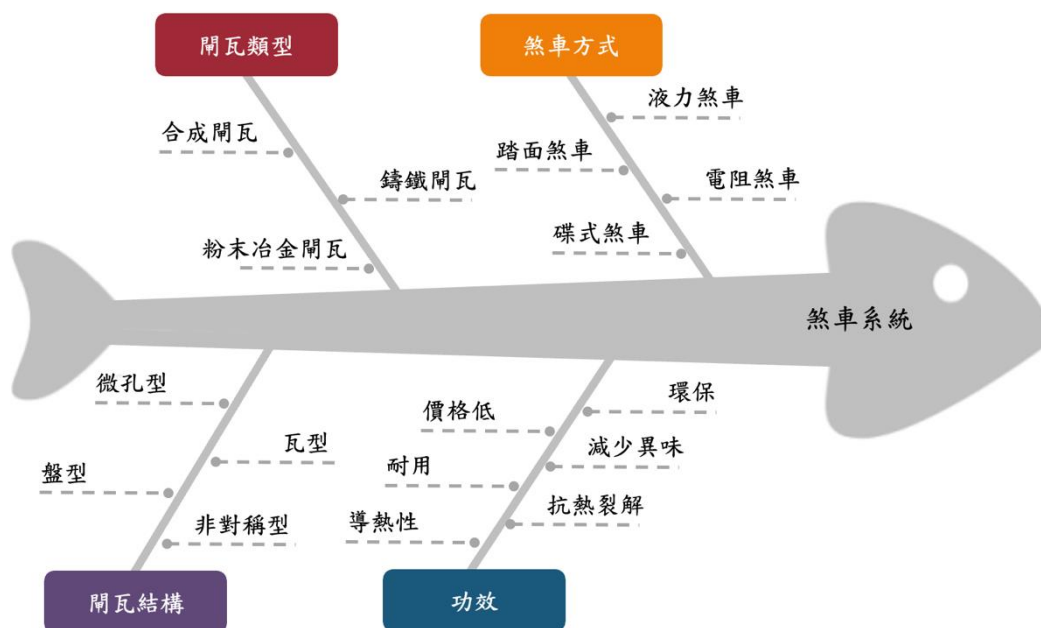 閘瓦類型
煞車方式
合成閘瓦
鑄鐵閘瓦
粉末冶金閘瓦
液力煞車
踏面煞車
電阻煞車
碟式煞車
煞車系統
微孔型
瓦型
盤型
非對稱型
環保
價格低
減少異味
耐用
抗熱裂解
導熱性
閘瓦結構
功效